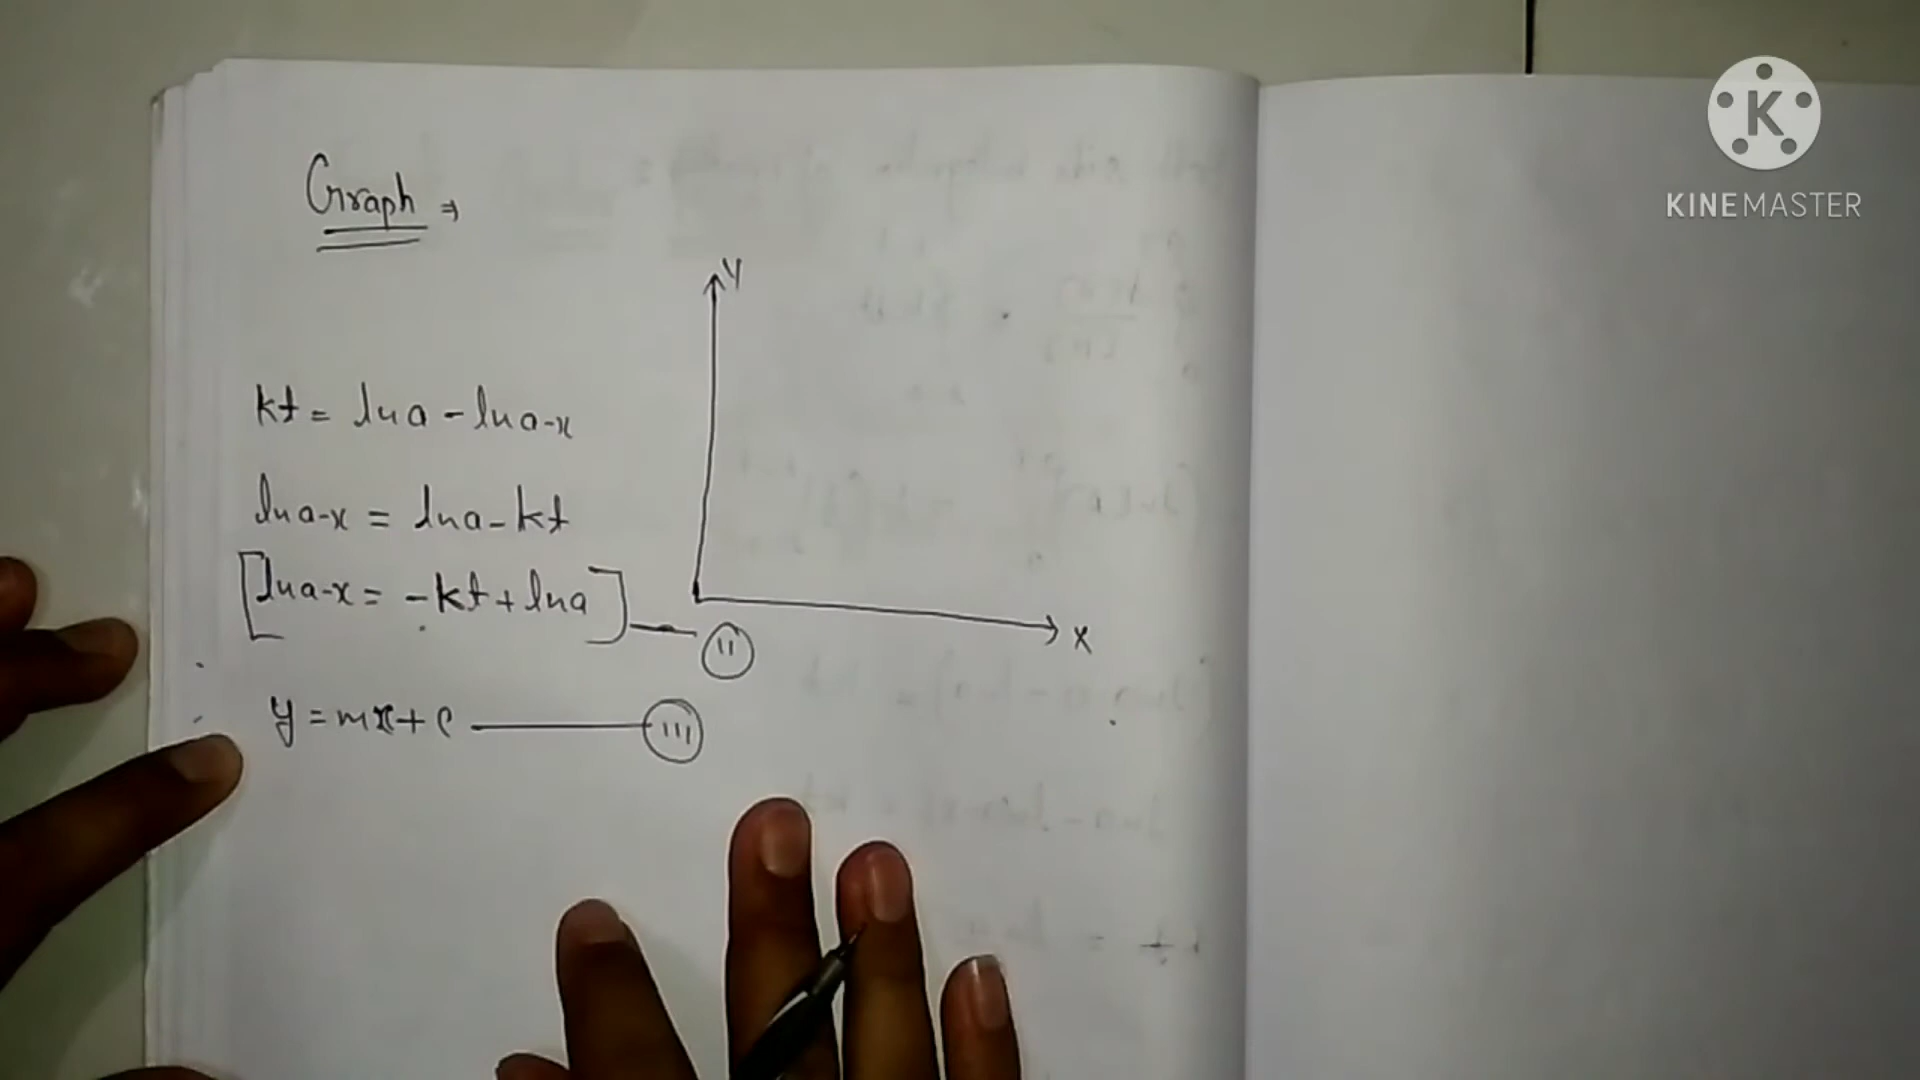 Graph ⇒
Y
kt = ln a - ln a-x
ln a-x = ln a - kt
[ln a-x = -kt + ln a] — (II)
X
y = mx + c — (III)
K
KINEMASTER